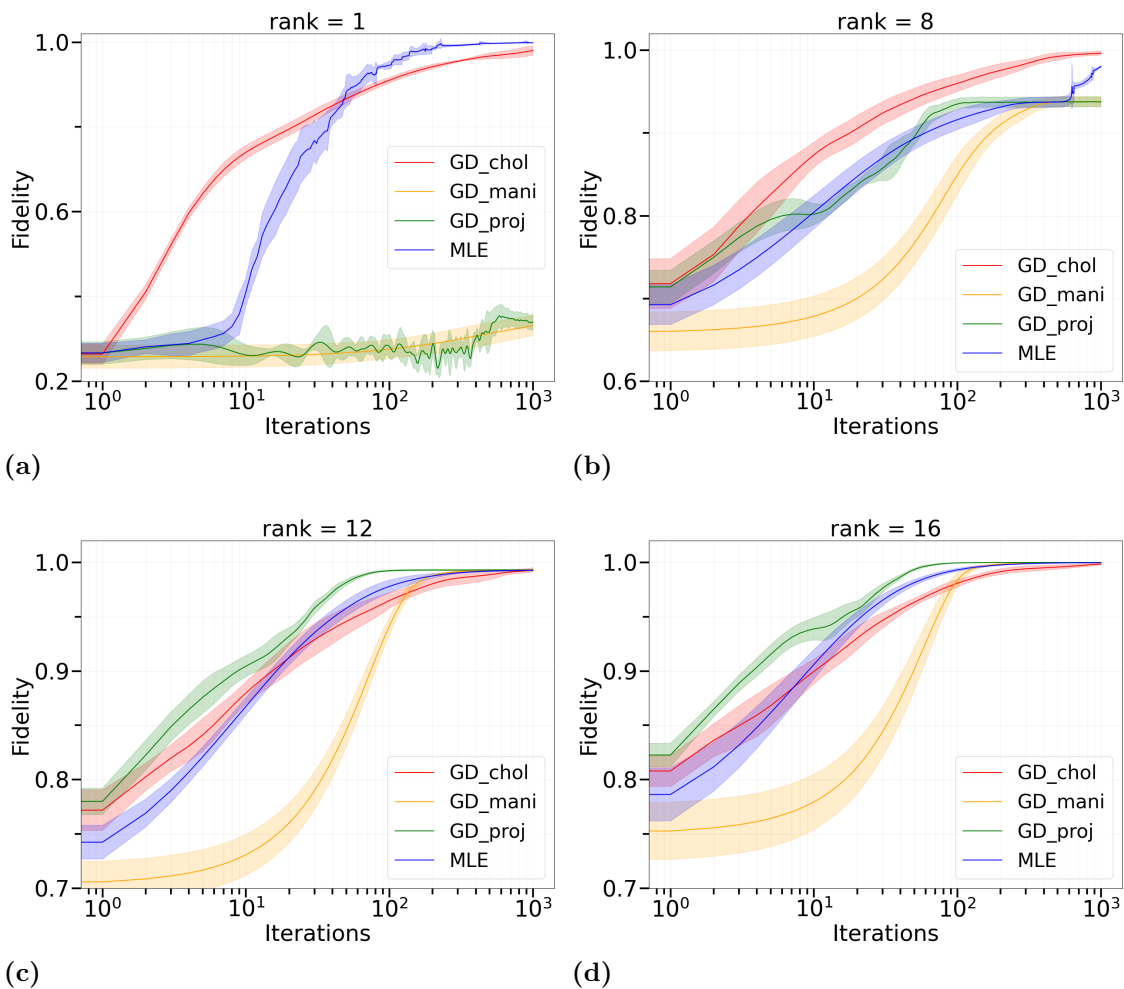 rank = 1
1.0
0.6
0.2
Fidelity
GD_chol
GD_mani
GD_proj
MLE
10^0
10^1
10^2
10^3
Iterations
(a)
rank = 8
1.0
0.8
0.6
Fidelity
GD_chol
GD_mani
GD_proj
MLE
10^0
10^1
10^2
10^3
Iterations
(b)
rank = 12
1.0
0.9
0.8
0.7
Fidelity
GD_chol
GD_mani
GD_proj
MLE
10^0
10^1
10^2
10^3
Iterations
(c)
rank = 16
1.0
0.9
0.8
0.7
Fidelity
GD_chol
GD_mani
GD_proj
MLE
10^0
10^1
10^2
10^3
Iterations
(d)